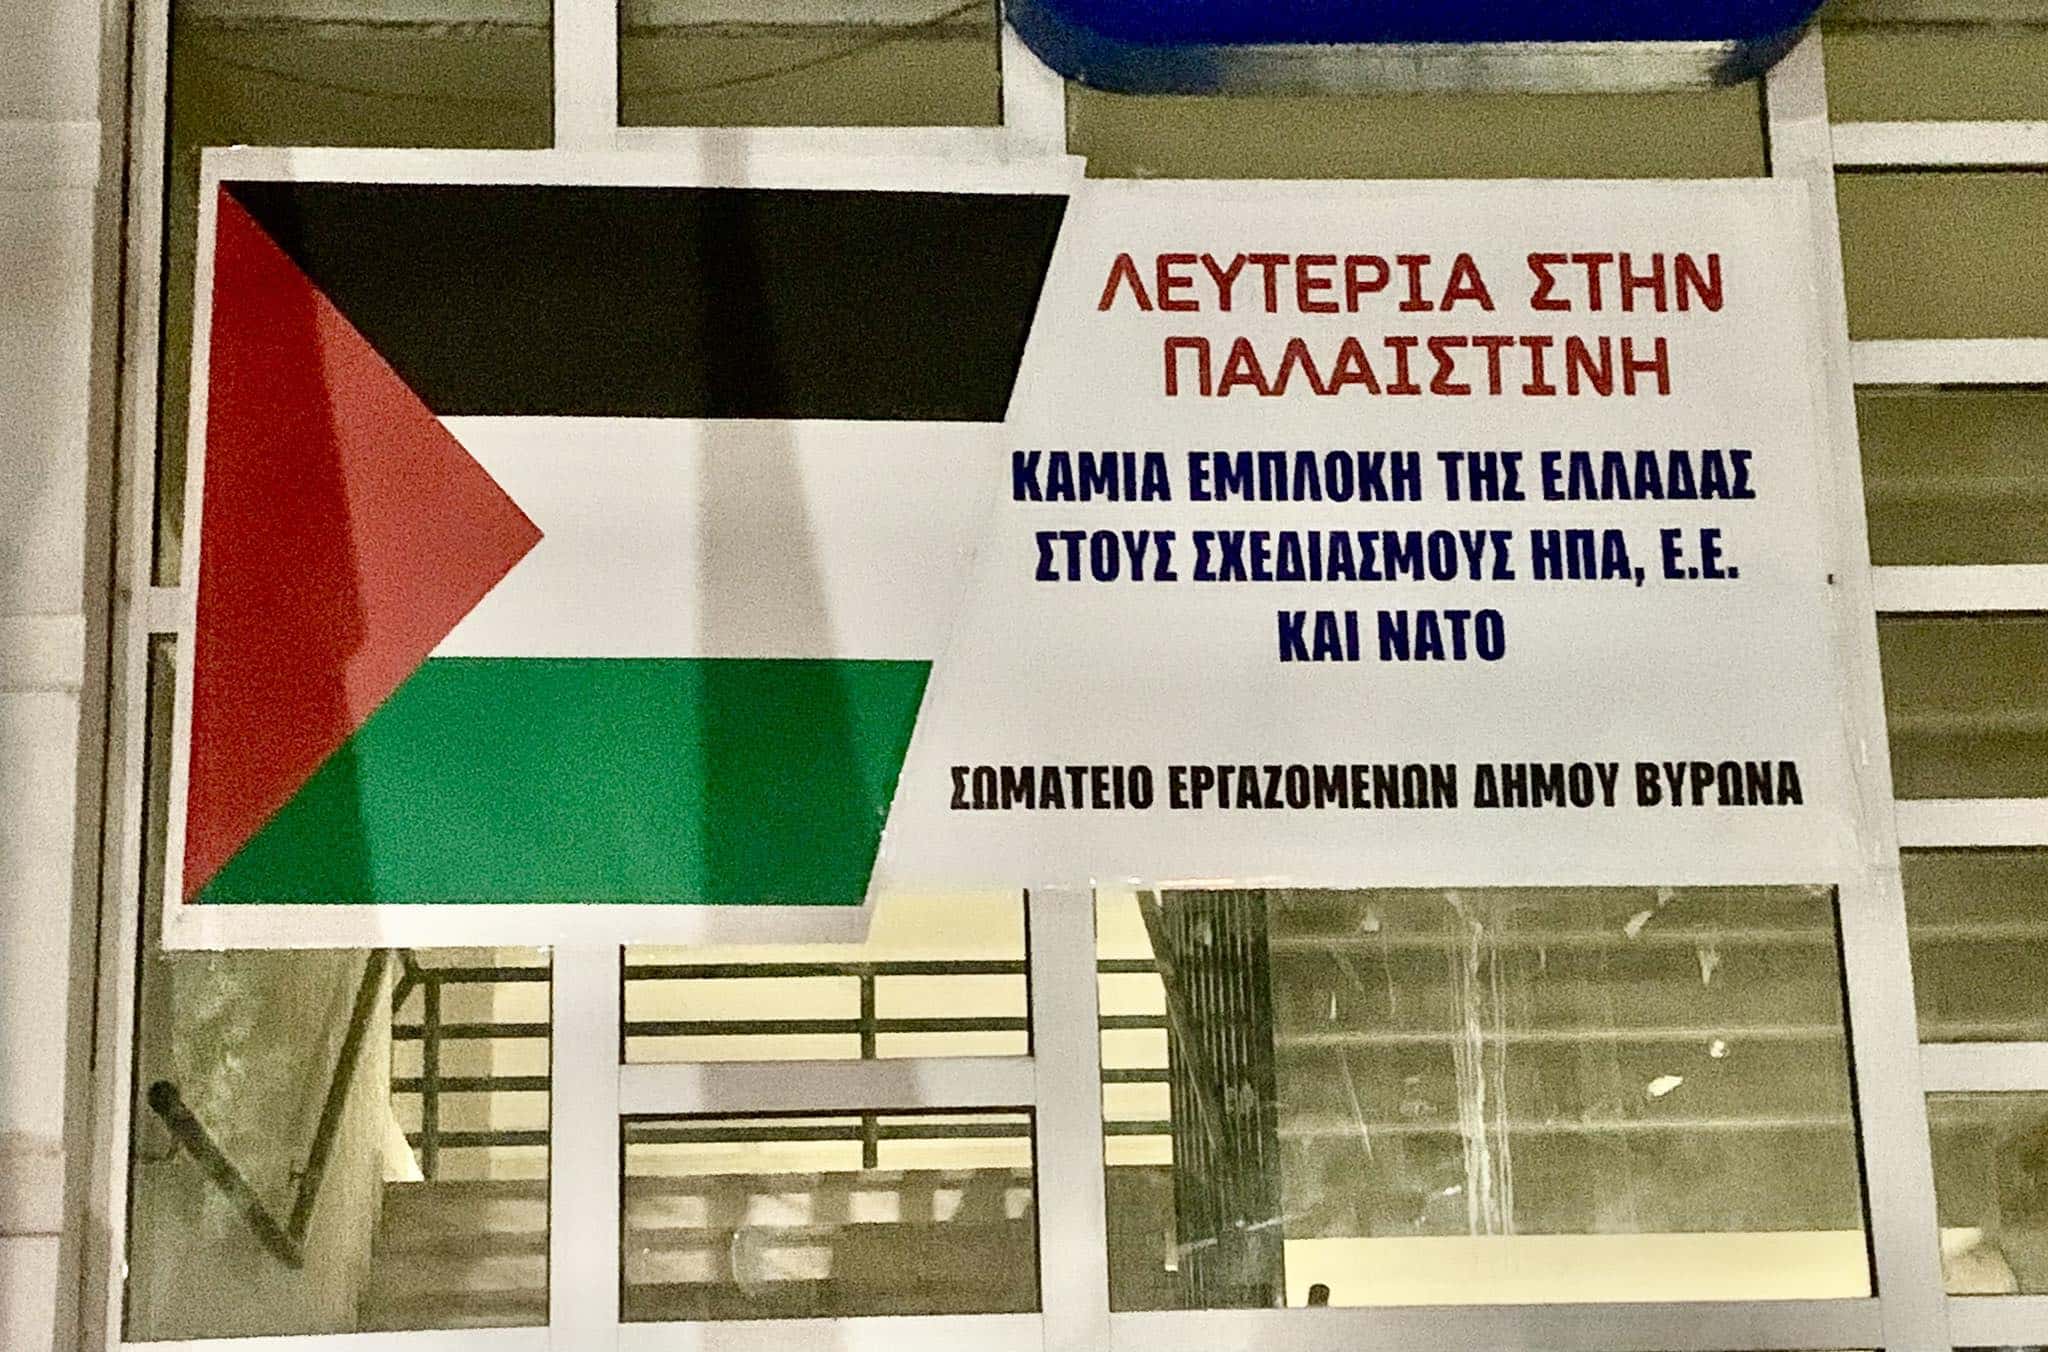 ΛΕΥΤΕΡΙΑ ΣΤΗΝ
ΠΑΛΑΙΣΤΙΝΗ
ΚΑΜΙΑ ΕΜΠΛΟΚΗ ΤΗΣ ΕΛΛΑΔΑΣ
ΣΤΟΥΣ ΣΧΕΔΙΑΣΜΟΥΣ ΗΠΑ, Ε.Ε.
ΚΑΙ ΝΑΤΟ
ΣΩΜΑΤΕΙΟ ΕΡΓΑΖΟΜΕΝΩΝ ΔΗΜΟΥ ΒΥΡΩΝΑ